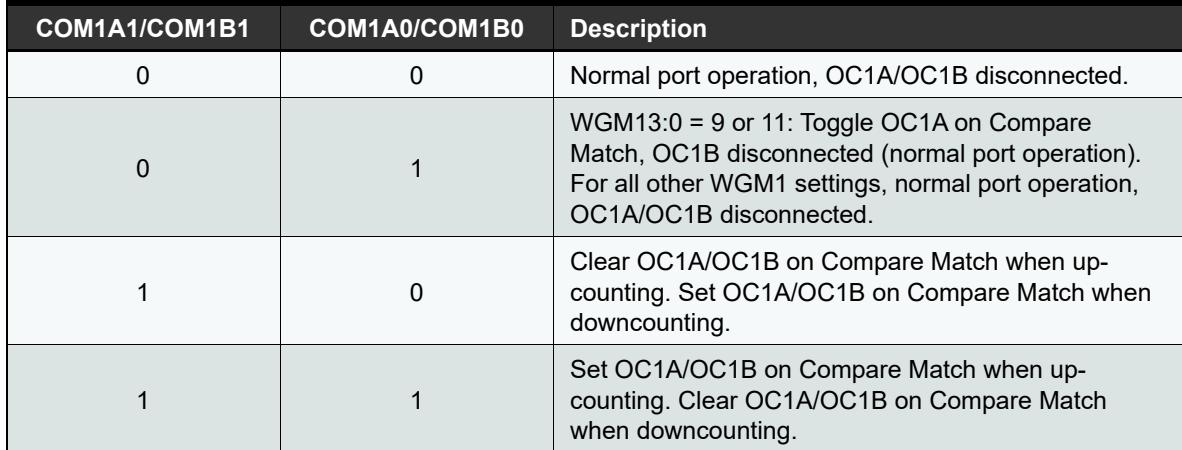 COM1A1/COM1B1 COM1A0/COM1B0 Description
0 0 Normal port operation, OC1A/OC1B disconnected.
0 1 WGM13:0 = 9 or 11: Toggle OC1A on Compare
Match, OC1B disconnected (normal port operation).
For all other WGM1 settings, normal port operation,
OC1A/OC1B disconnected.
1 0 Clear OC1A/OC1B on Compare Match when up-
counting. Set OC1A/OC1B on Compare Match when
downcounting.
1 1 Set OC1A/OC1B on Compare Match when up-
counting. Clear OC1A/OC1B on Compare Match
when downcounting.